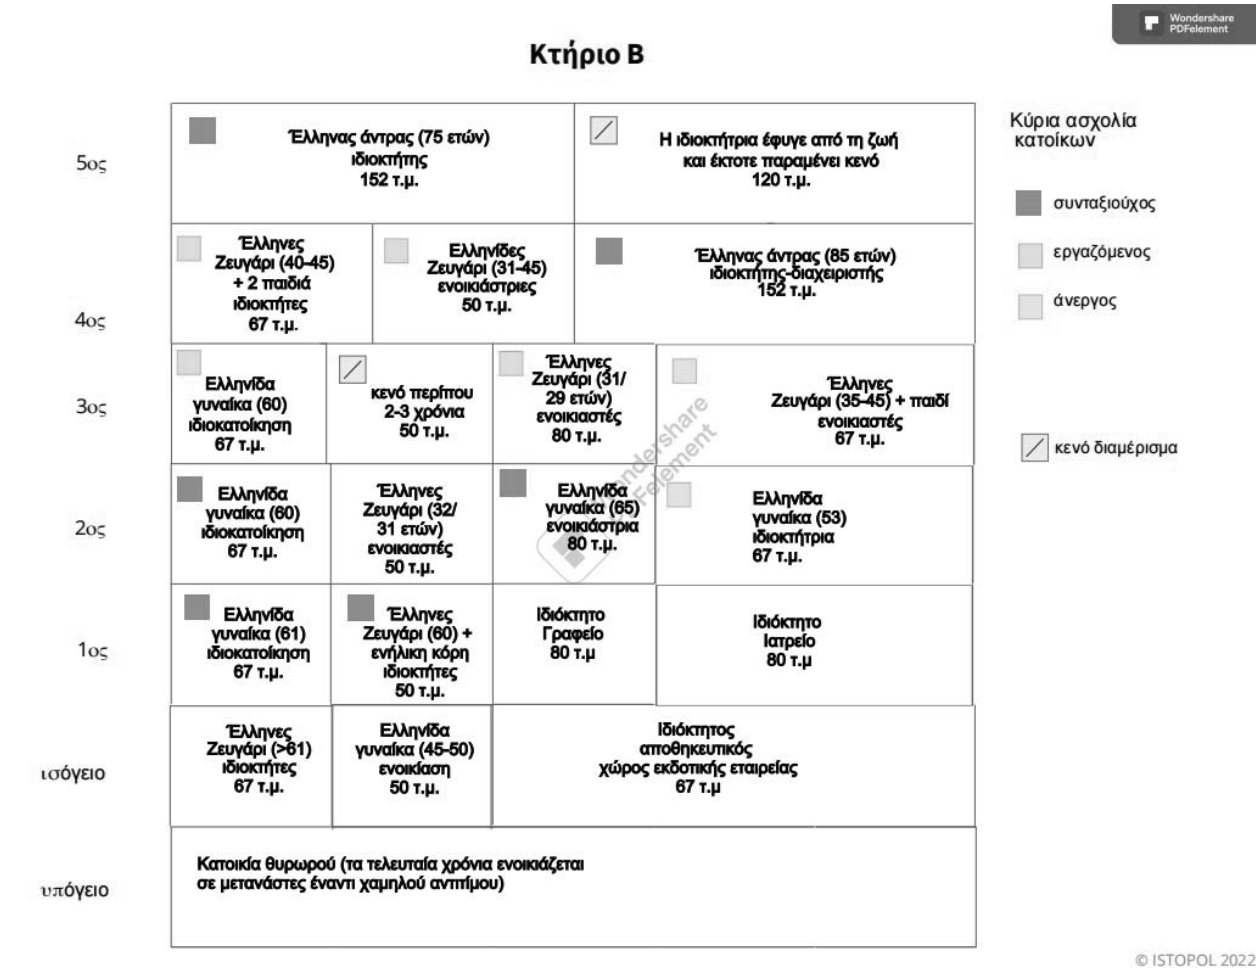 Wondershare
PDFelement
Κτήριο Β
Κύρια ασχολία
κατοίκων
συνταξιούχος
εργαζόμενος
άνεργος
κενό διαμέρισμα
5ος
Έλληνας άντρας (75 ετών)
ιδιοκτήτης
152 τ.μ.
Η ιδιοκτήτρια έφυγε από τη ζωή
και έκτοτε παραμένει κενό
120 τ.μ.
4ος
Έλληνες
Ζευγάρι (40-45)
+ 2 παιδιά
ιδιοκτήτες
67 τ.μ.
Ελληνίδες
Ζευγάρι (31-45)
ενοικιάστριες
50 τ.μ.
Έλληνας άντρας (85 ετών)
ιδιοκτήτης-διαχειριστής
152 τ.μ.
3ος
Ελληνίδα
γυναίκα (60)
ιδιοκατοίκηση
67 τ.μ.
κενό περίπου
2-3 χρόνια
50 τ.μ.
Έλληνες
Ζευγάρι (31/
29 ετών)
ενοικιαστές
80 τ.μ.
Έλληνες
Ζευγάρι (35-45) + παιδί
ενοικιαστές
67 τ.μ.
Wondershare
PDFelement
2ος
Ελληνίδα
γυναίκα (60)
ιδιοκατοίκηση
67 τ.μ.
Έλληνες
Ζευγάρι (32/
31 ετών)
ενοικιαστές
50 τ.μ.
Ελληνίδα
γυναίκα (65)
ενοικιάστρια
80 τ.μ.
Ελληνίδα
γυναίκα (53)
ιδιοκτήτρια
67 τ.μ.
1ος
Ελληνίδα
γυναίκα (61)
ιδιοκατοίκηση
67 τ.μ.
Έλληνες
Ζευγάρι (60) +
ενήλικη κόρη
ιδιοκτήτες
50 τ.μ.
Ιδιόκτητο
Γραφείο
80 τ.μ
Ιδιόκτητο
Ιατρείο
80 τ.μ
ισόγειο
Έλληνες
Ζευγάρι (>61)
ιδιοκτήτες
67 τ.μ.
Ελληνίδα
γυναίκα (45-50)
ενοικίαση
50 τ.μ.
Ιδιόκτητος
αποθηκευτικός
χώρος εκδοτικής εταιρείας
67 τ.μ
υπόγειο
Κατοικία θυρωρού (τα τελευταία χρόνια ενοικιάζεται
σε μετανάστες έναντι χαμηλού αντιτίμου)
© ISTOPOL 2022